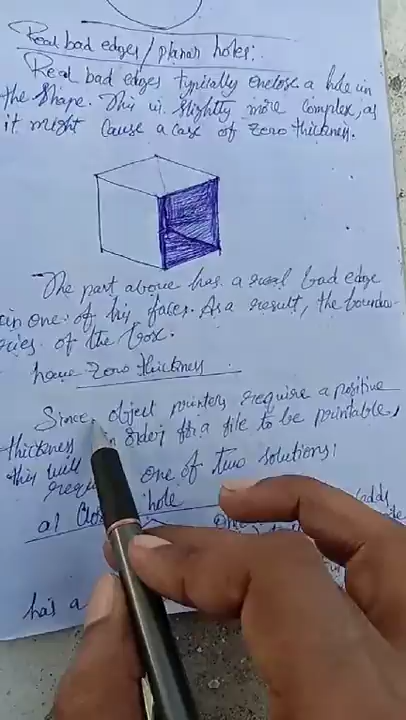 Real bad edges/planar holes:
Real bad edges typically enclose a hole in
the shape. This is slightly more complex, as
it might cause a case of zero thickness.
The part above has a real bad edge
in one of his faces. As a result, the bounda-
ries of the box.
have zero thickness
Since object printers require a positive
thickness in order for a file to be printable,
this will require one of two solutions:
a) Close hole
has a